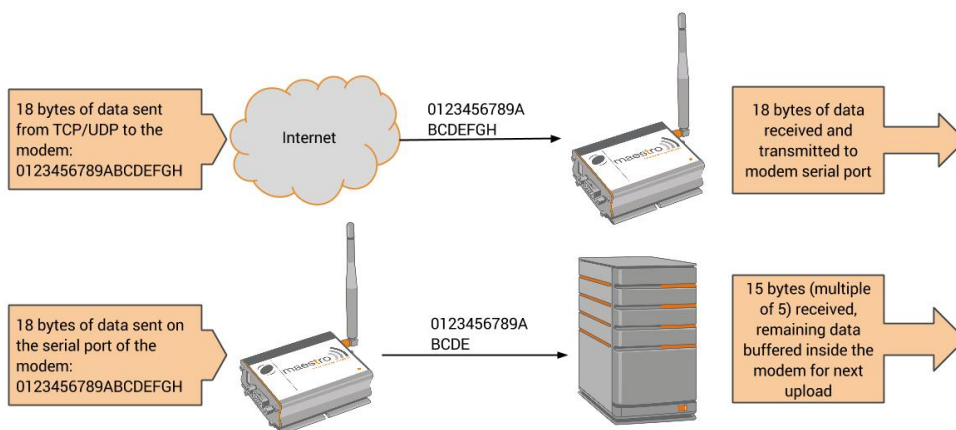 18 bytes of data sent
from TCP/UDP to the
modem:
0123456789ABCDEFGH
Internet
0123456789A
BCDEFGH
maestro
18 bytes of data
received and
transmitted to
modem serial port
18 bytes of data sent on
the serial port of the
modem:
0123456789ABCDEFGH
maestro
0123456789A
BCDE
15 bytes (multiple
of 5) received,
remaining data
buffered inside the
modem for next
upload